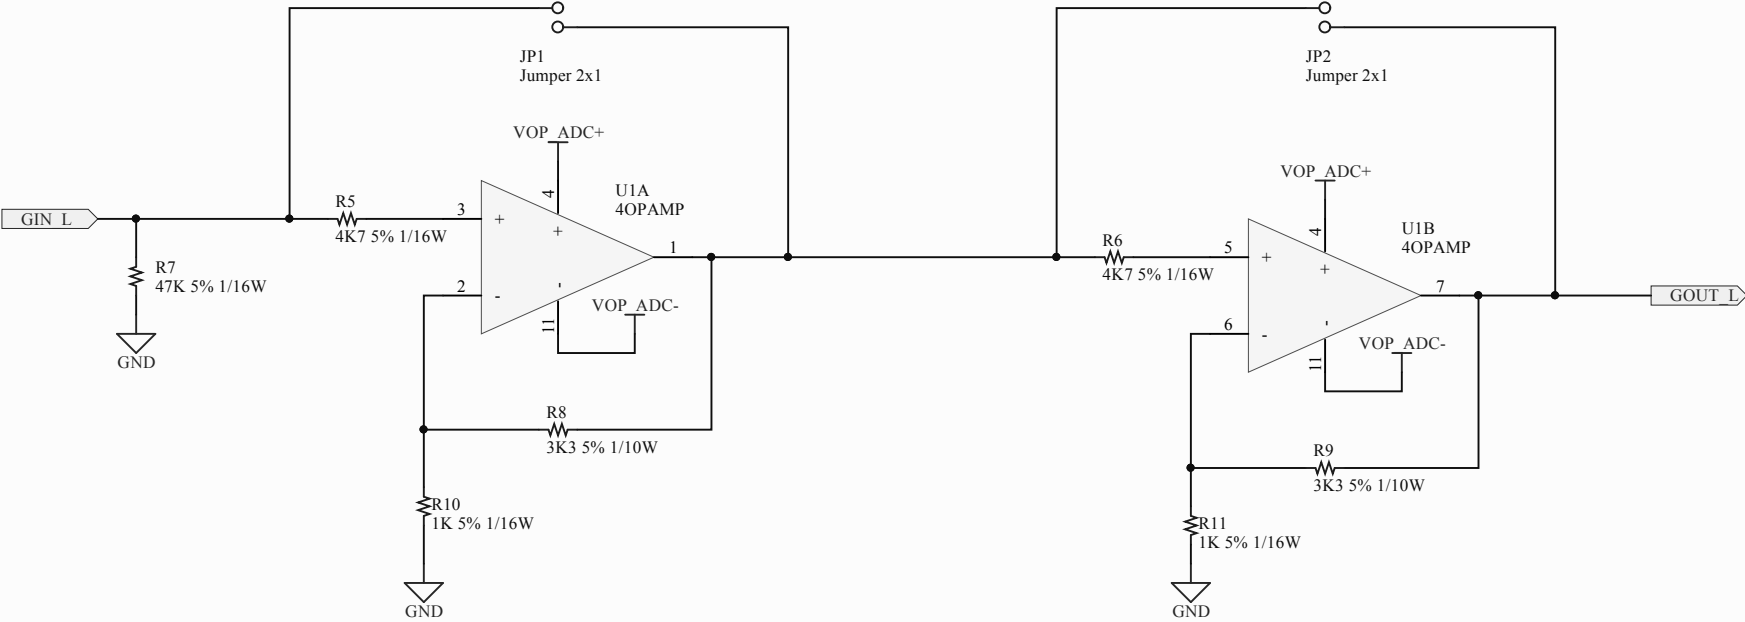 JP1
Jumper 2x1
JP2
Jumper 2x1
VOP_ADC+
VOP_ADC+
GIN_L
R5
4K7 5% 1/16W
3
+
4
+
U1A
4OPAMP
1
2
-
-
11
VOP_ADC-
R7
47K 5% 1/16W
GND
R8
3K3 5% 1/10W
R10
1K 5% 1/16W
GND
R6
4K7 5% 1/16W
5
+
4
+
U1B
4OPAMP
7
GOUT_L
6
-
-
11
VOP_ADC-
R9
3K3 5% 1/10W
R11
1K 5% 1/16W
GND